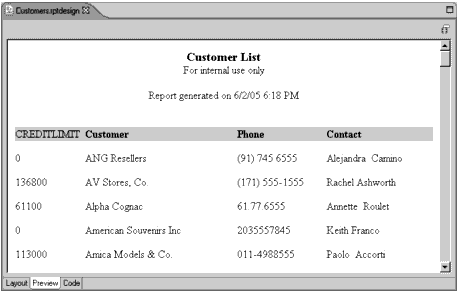 Customers.rptdesign
Customer List
For internal use only
Report generated on 6/2/05 6:18 PM
CREDITLIMIT Customer Phone Contact
0 ANG Resellers (91) 745 6555 Alejandra Camino
136800 AV Stores, Co. (171) 555-1555 Rachel Ashworth
61100 Alpha Cognac 61.77.6555 Annette Roulet
0 American Souvenirs Inc 2035557845 Keith Franco
113000 Amica Models & Co. 011-4988555 Paolo Accorti
Layout Preview Code